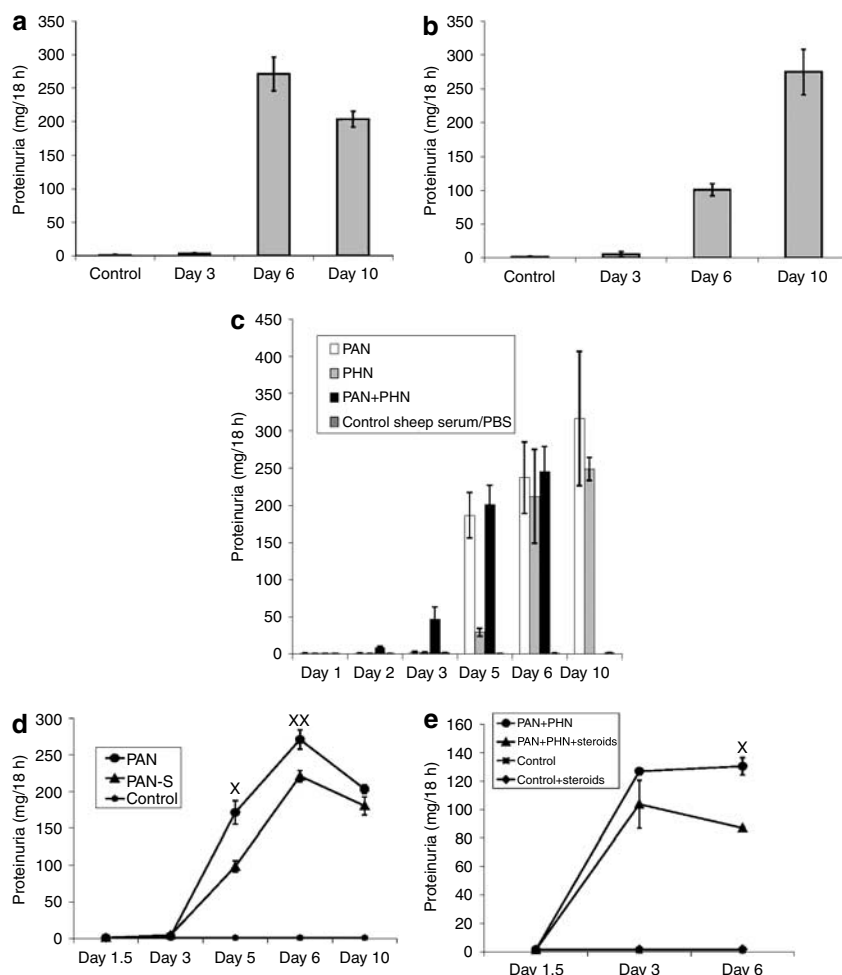 a
Proteinuria (mg/18 h)
350
300
250
200
150
100
50
0
Control Day 3 Day 6 Day 10
b
Proteinuria (mg/18 h)
350
300
250
200
150
100
50
0
Control Day 3 Day 6 Day 10
c
Proteinuria (mg/18 h)
450
400
350
300
250
200
150
100
50
0
PAN
PHN
PAN+PHN
Control sheep serum/PBS
Day 1 Day 2 Day 3 Day 5 Day 6 Day 10
d
Proteinuria (mg/18 h)
300
250
200
150
100
50
0
PAN
PAN-S
Control
X
XX
Day 1.5 Day 3 Day 5 Day 6 Day 10
e
Proteinuria (mg/18 h)
160
140
120
100
80
60
40
20
0
PAN+PHN
PAN+PHN+steroids
Control
Control+steroids
X
Day 1.5 Day 3 Day 6